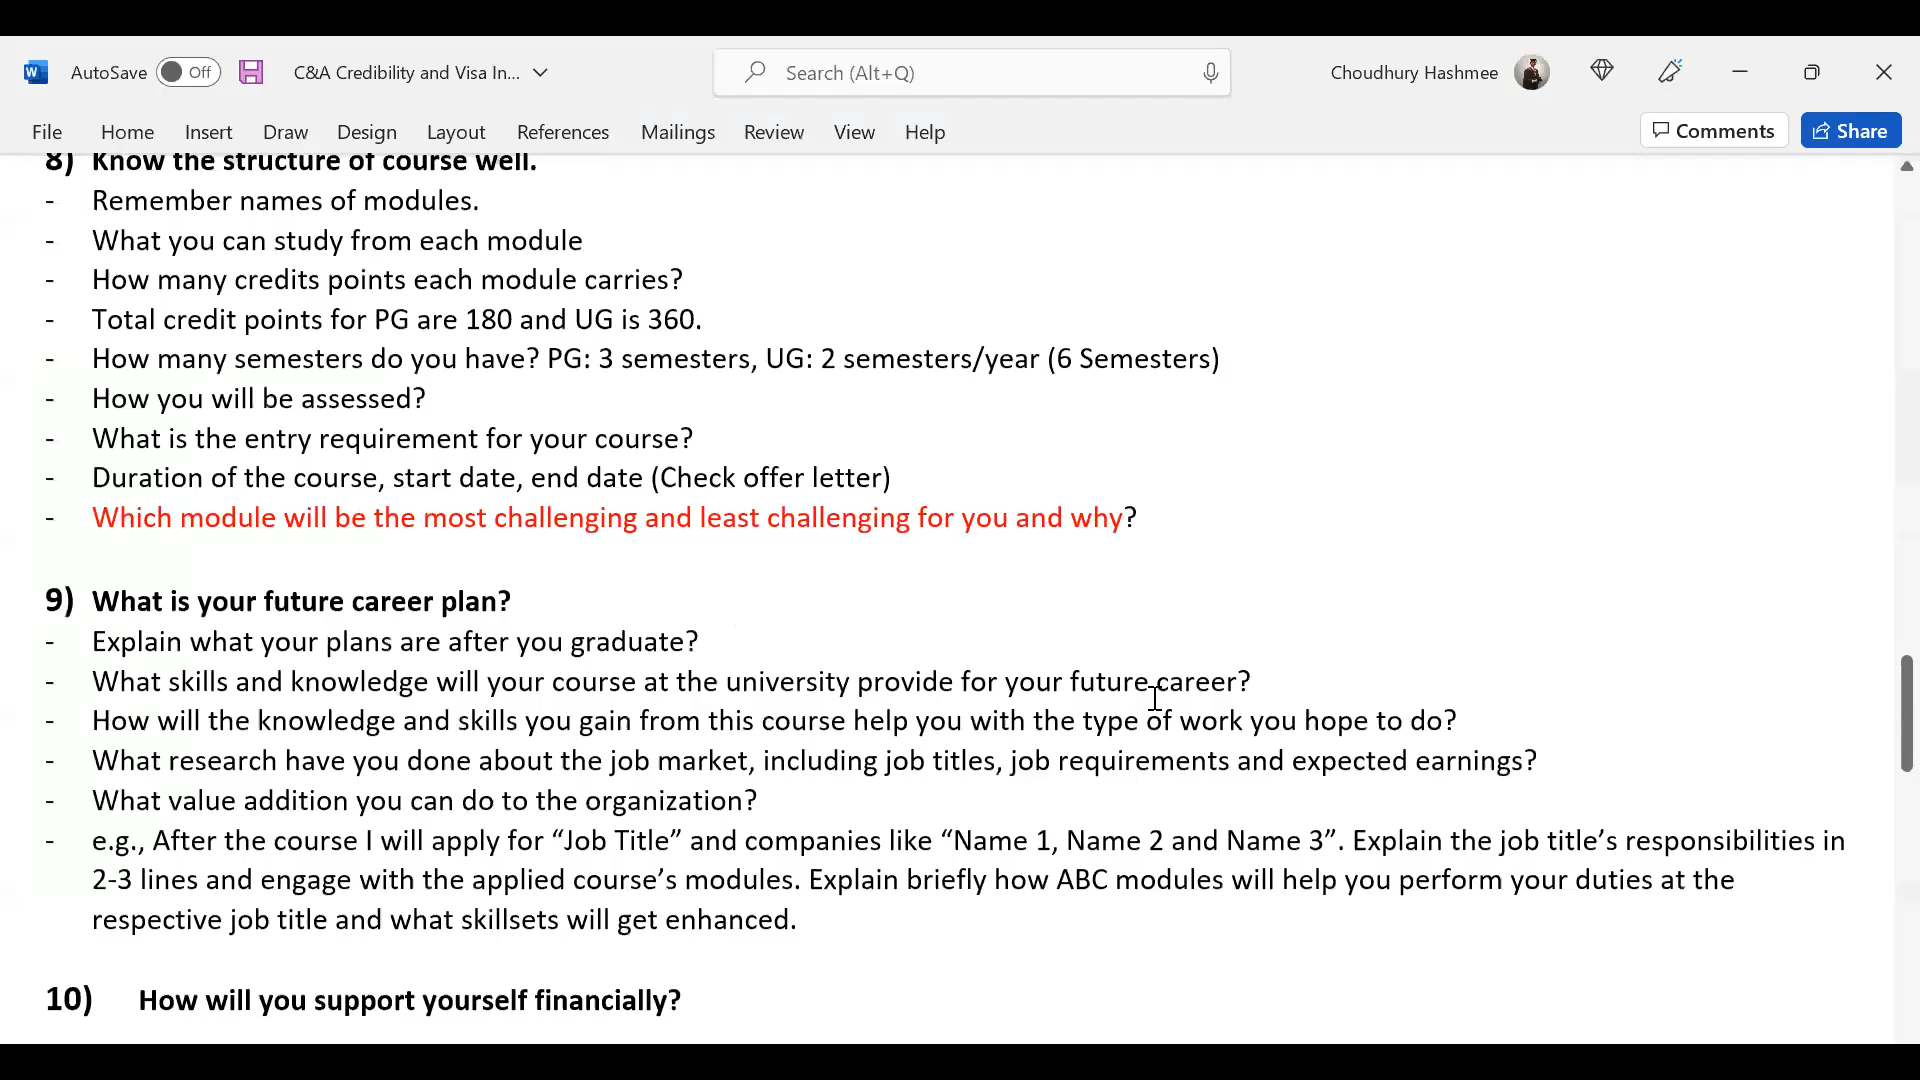 AutoSave Off C&A Credibility and Visa In... Search (Alt+Q) Choudhury Hashmee
File Home Insert Draw Design Layout References Mailings Review View Help Comments Share
8) Know the structure of course well.
- Remember names of modules.
- What you can study from each module
- How many credits points each module carries?
- Total credit points for PG are 180 and UG is 360.
- How many semesters do you have? PG: 3 semesters, UG: 2 semesters/year (6 Semesters)
- How you will be assessed?
- What is the entry requirement for your course?
- Duration of the course, start date, end date (Check offer letter)
- Which module will be the most challenging and least challenging for you and why?
9) What is your future career plan?
- Explain what your plans are after you graduate?
- What skills and knowledge will your course at the university provide for your future career?
- How will the knowledge and skills you gain from this course help you with the type of work you hope to do?
- What research have you done about the job market, including job titles, job requirements and expected earnings?
- What value addition you can do to the organization?
- e.g., After the course I will apply for “Job Title” and companies like “Name 1, Name 2 and Name 3”. Explain the job title’s responsibilities in
2-3 lines and engage with the applied course’s modules. Explain briefly how ABC modules will help you perform your duties at the
respective job title and what skillsets will get enhanced.
10) How will you support yourself financially?